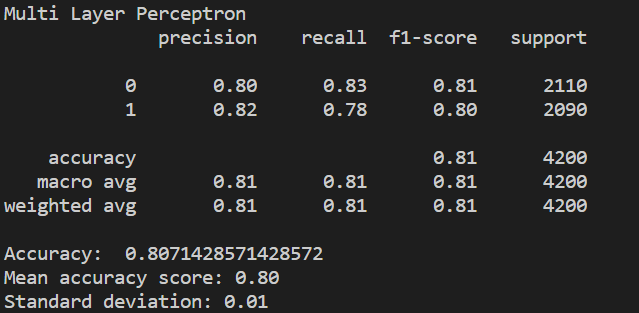 Multi Layer Perceptron
precision recall f1-score support
0 0.80 0.83 0.81 2110
1 0.82 0.78 0.80 2090
accuracy 0.81 4200
macro avg 0.81 0.81 0.81 4200
weighted avg 0.81 0.81 0.81 4200
Accuracy: 0.8071428571428572
Mean accuracy score: 0.80
Standard deviation: 0.01